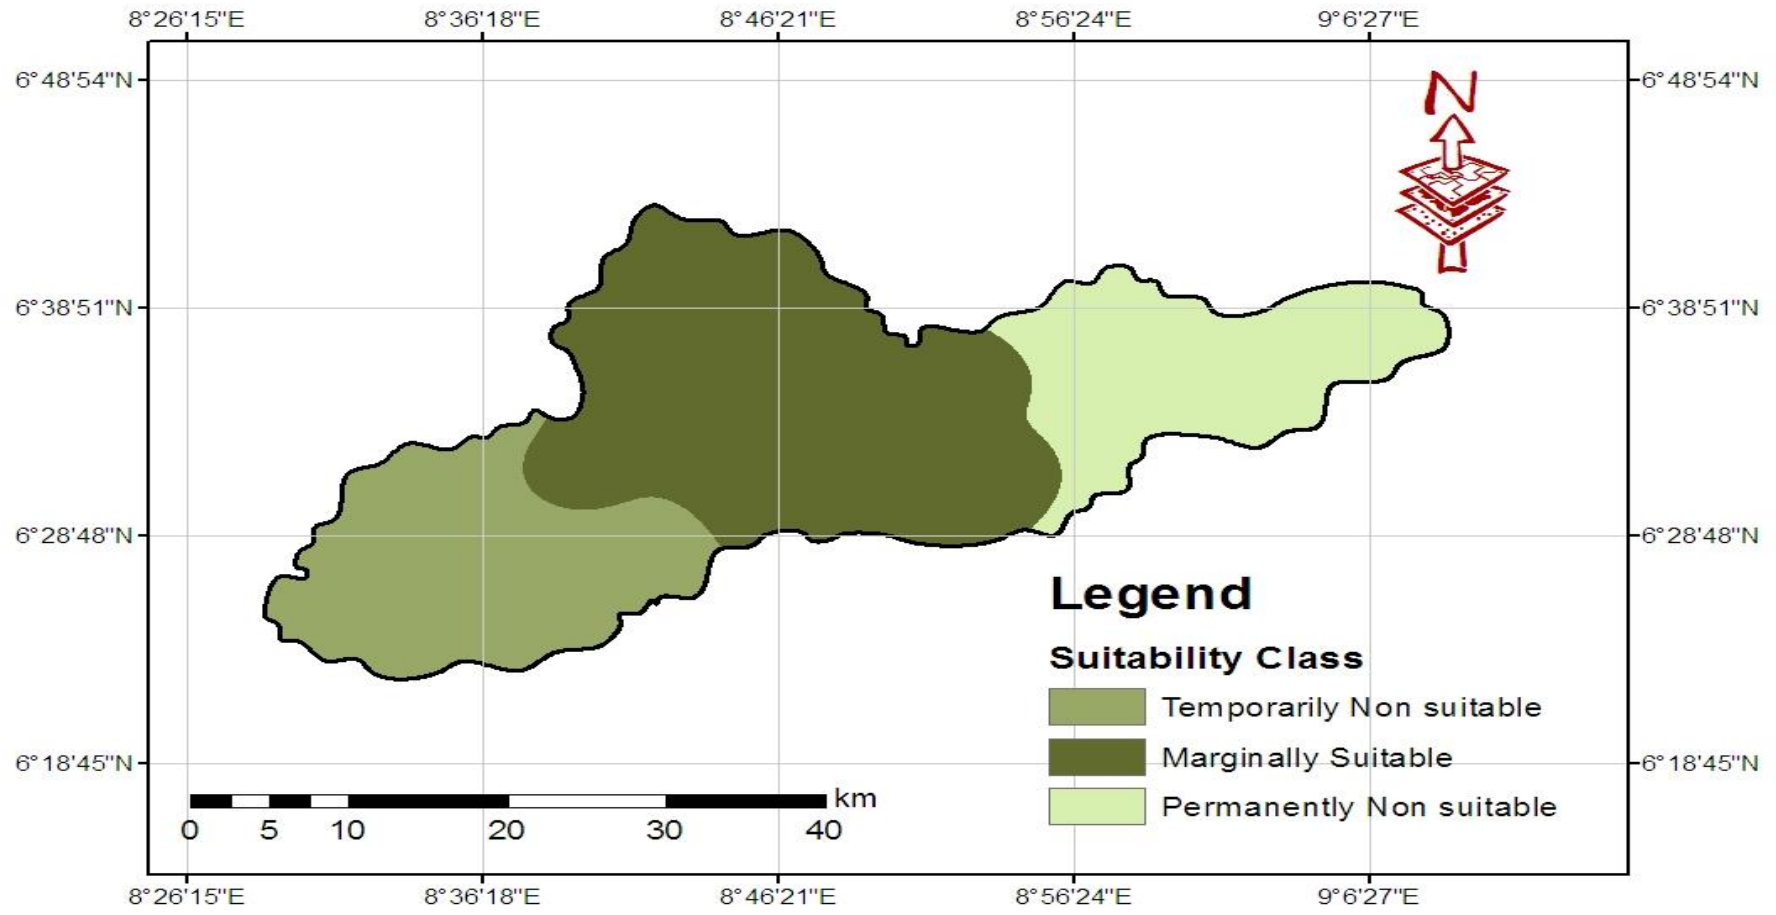 8°26'15"E 8°36'18"E 8°46'21"E 8°56'24"E 9°6'27"E
6°48'54"N 6°48'54"N
N
6°38'51"N 6°38'51"N
6°28'48"N 6°28'48"N
Legend
Suitability Class
Temporarily Non suitable
Marginally Suitable
6°18'45"N 6°18'45"N
Permanently Non suitable
km
0 5 10 20 30 40
8°26'15"E 8°36'18"E 8°46'21"E 8°56'24"E 9°6'27"E